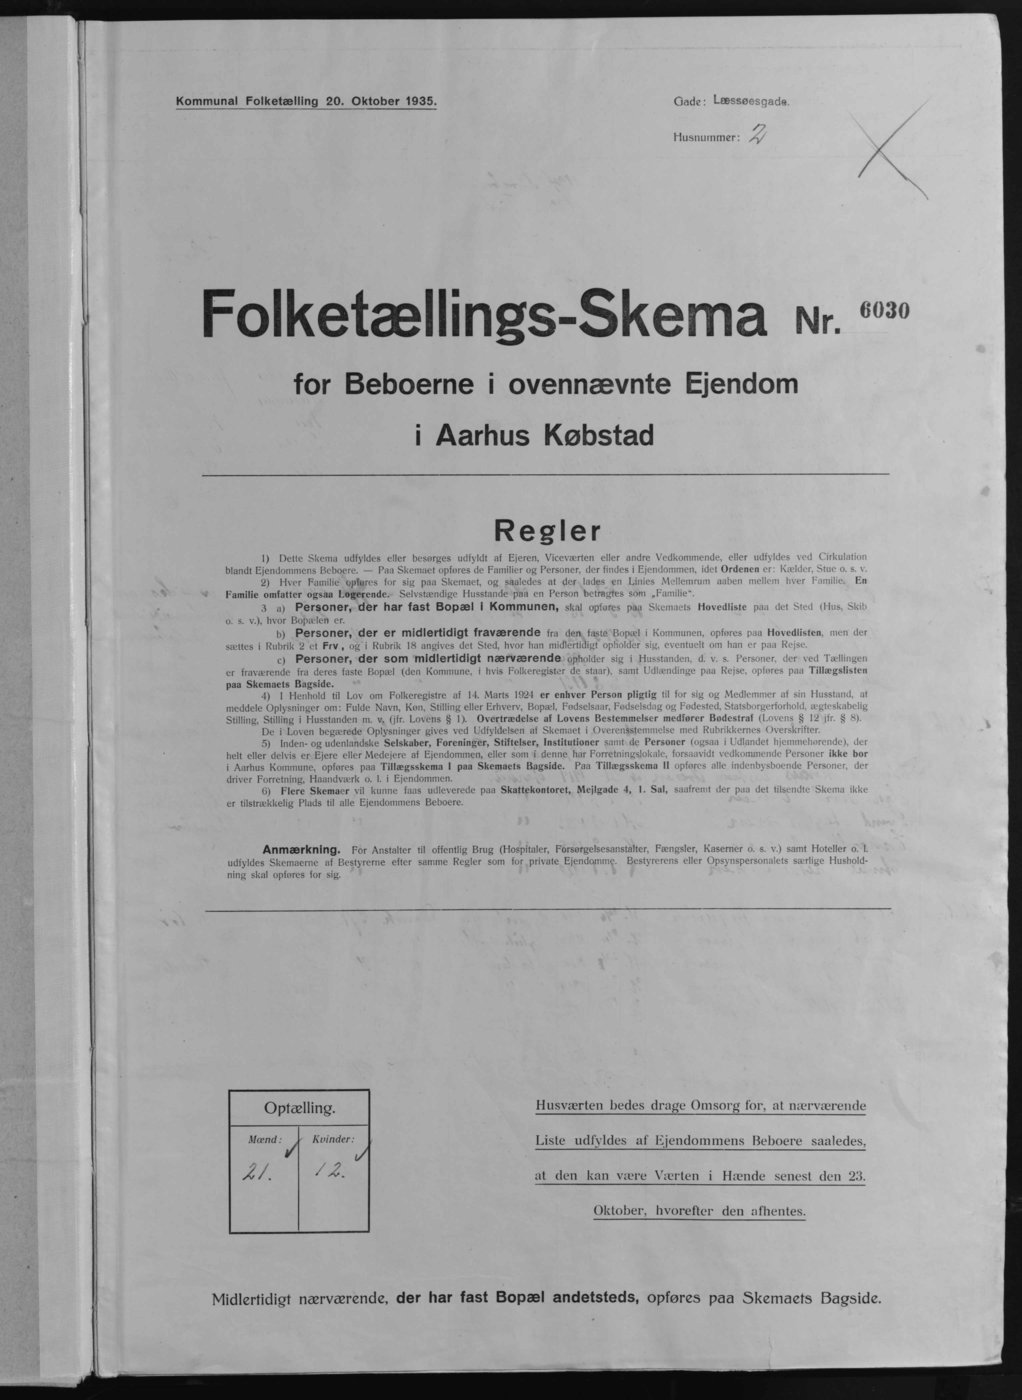 Kommunal Folketælling 20. Oktober 1935.
Gade: Læssøesgade.
Husnummer: 2
Folketællings-Skema Nr. 6030
for Beboerne i ovennævnte Ejendom
i Aarhus Købstad
Regler
1) Dette Skema udfyldes eller besørges udfyldt af Ejeren, Viceværten eller andre Vedkommende, eller udfyldes ved Cirkulation
blandt Ejendommens Beboere. — Paa Skemaet opføres de Familier og Personer, der findes i Ejendommen, idet Ordenen er: Kælder, Stue o. s. v.
2) Hver Familie opføres for sig paa Skemaet, og saaledes at der lades en Linies Mellemrum aaben mellem hver Familie. En
Familie omfatter ogsaa Logerende. Selvstændige Husstande paa en Person betragtes som „Familie“.
3 a) Personer, der har fast Bopæl i Kommunen, skal opføres paa Skemaets Hovedliste paa det Sted (Hus, Skib
o. s. v.), hvor Bopælen er.
b) Personer, der er midlertidigt fraværende fra den faste Bopæl i Kommunen, opføres paa Hovedlisten, men der
sættes i Rubrik 2 et Frv, og i Rubrik 18 angives det Sted, hvor han midlertidigt opholder sig, eventuelt om han er paa Rejse.
c) Personer, der som midlertidigt nærværende opholder sig i Husstanden, d. v. s. Personer, der ved Tællingen
er fraværende fra deres faste Bopæl (den Kommune, i hvis Folkeregister de staar), samt Udlændinge paa Rejse, opføres paa Tillægslisten
paa Skemaets Bagside.
4) I Henhold til Lov om Folkeregistre af 14. Marts 1924 er enhver Person pligtig til for sig og Medlemmer af sin Husstand, at
meddele Oplysninger om: Fulde Navn, Køn, Stilling eller Erhverv, Bopæl, Fødselsaar, Fødselsdag og Fødested, Statsborgerforhold, ægteskabelig
Stilling, Stilling i Husstanden m. v. (jfr. Lovens § 1). Overtrædelse af Lovens Bestemmelser medfører Bødestraf (Lovens § 12 jfr. § 8).
De i Loven begærede Oplysninger gives ved Udfyldelsen af Skemaet i Overensstemmelse med Rubrikkernes Overskrifter.
5) Inden- og udenlandske Selskaber, Foreninger, Stiftelser, Institutioner samt de Personer (ogsaa i Udlandet hjemmehørende), der
helt eller delvis er Ejere eller Medejere af Ejendommen, eller som i denne har Forretningslokale, forsaavidt vedkommende Personer ikke bor
i Aarhus Kommune, opføres paa Tillægsskema I paa Skemaets Bagside. Paa Tillægsskema II opføres alle indenbysboende Personer, der
driver Forretning, Haandværk o. l. i Ejendommen.
6) Flere Skemaer vil kunne faas udleverede paa Skattekontoret, Mejlgade 4, 1. Sal, saafremt der paa det tilsendte Skema ikke
er tilstrækkelig Plads til alle Ejendommens Beboere.
Anmærkning. For Anstalter til offentlig Brug (Hospitaler, Forsørgelsesanstalter, Fængsler, Kaserner o. s. v.) samt Hoteller o. l.
udfyldes Skemaerne af Bestyrerne efter samme Regler som for private Ejendomme. Bestyrerens eller Opsynspersonalets særlige Hushold-
ning skal opføres for sig.
Optælling.
Mænd: Kvinder:
21. 12.
Husværten bedes drage Omsorg for, at nærværende
Liste udfyldes af Ejendommens Beboere saaledes,
at den kan være Værten i Hænde senest den 23.
Oktober, hvorefter den afhentes.
Midlertidigt nærværende, der har fast Bopæl andetsteds, opføres paa Skemaets Bagside.